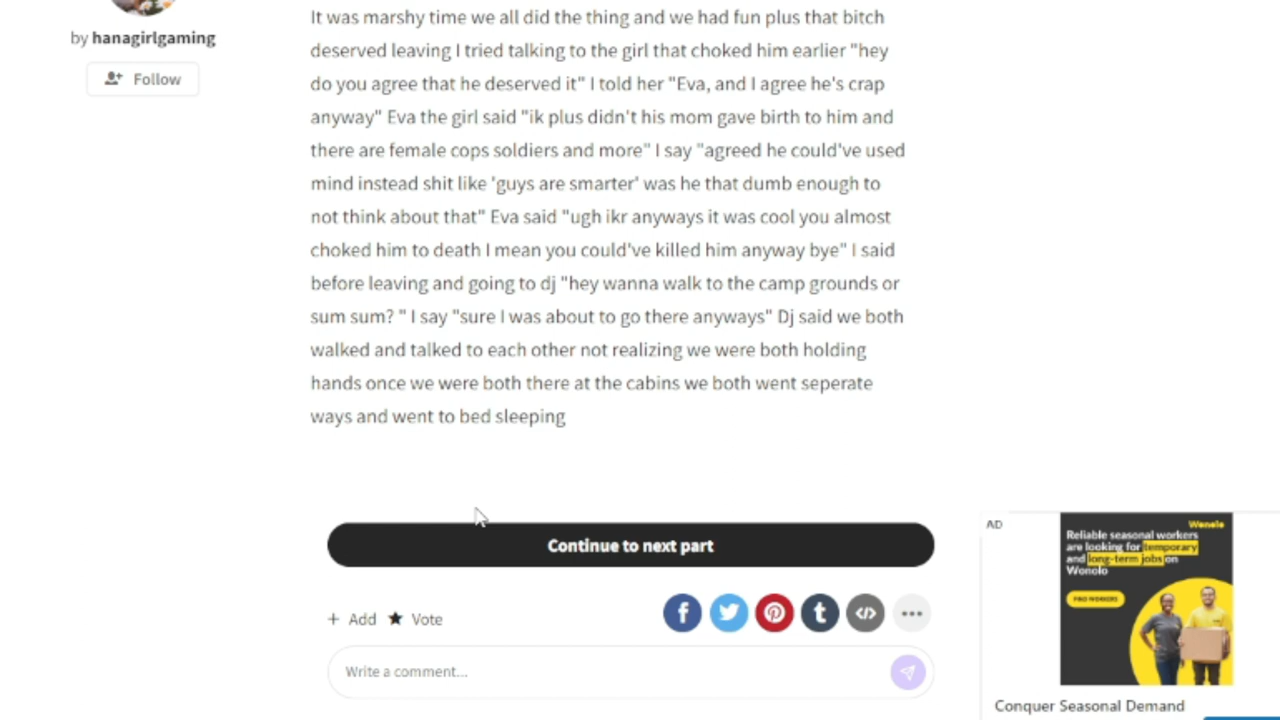 by hanagirlgaming
Follow
It was marshy time we all did the thing and we had fun plus that bitch
deserved leaving I tried talking to the girl that choked him earlier "hey
do you agree that he deserved it" I told her "Eva, and I agree he's crap
anyway" Eva the girl said "ik plus didn't his mom gave birth to him and
there are female cops soldiers and more" I say "agreed he could've used
mind instead shit like 'guys are smarter' was he that dumb enough to
not think about that" Eva said "ugh ikr anyways it was cool you almost
choked him to death I mean you could've killed him anyway bye" I said
before leaving and going to dj "hey wanna walk to the camp grounds or
sum sum? " I say "sure I was about to go there anyways" Dj said we both
walked and talked to each other not realizing we were both holding
hands once we were both there at the cabins we both went seperate
ways and went to bed sleeping
Continue to next part
+ Add ★ Vote
Write a comment...
AD
Wonolo
Reliable seasonal workers
are looking for temporary
and long-term jobs on
Wonolo
FIND WORKERS
Conquer Seasonal Demand